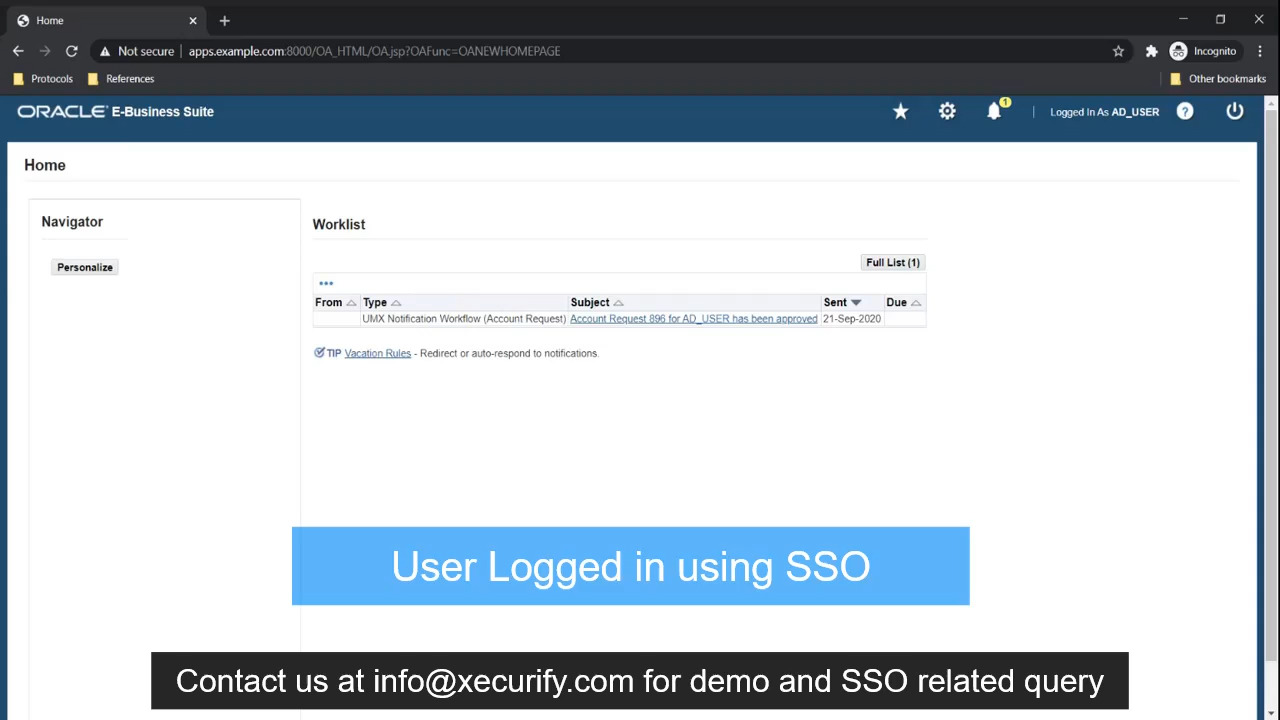 Home
Not secure | apps.example.com:8000/OA_HTML/OA.jsp?OAFunc=OANEWHOMEPAGE
Incognito
Protocols References Other bookmarks
ORACLE E-Business Suite
1
Logged In As AD_USER ?
Home
Navigator
Personalize
Worklist
Full List (1)
From Type Subject Sent Due
UMX Notification Workflow (Account Request) Account Request 896 for AD_USER has been approved 21-Sep-2020
TIP Vacation Rules - Redirect or auto-respond to notifications.
User Logged in using SSO
Contact us at info@xecurify.com for demo and SSO related query